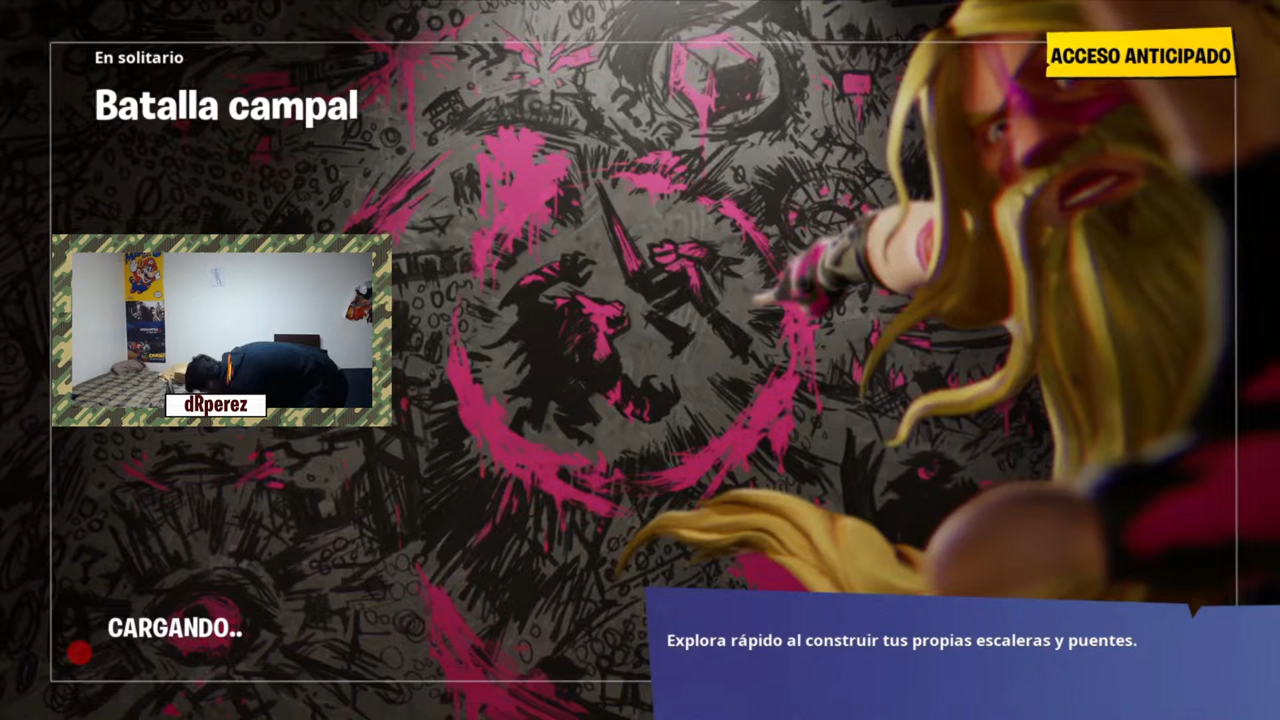 En solitario
ACCESO ANTICIPADO
Batalla campal
dRperez
CARGANDO..
Explora rápido al construir tus propias escaleras y puentes.